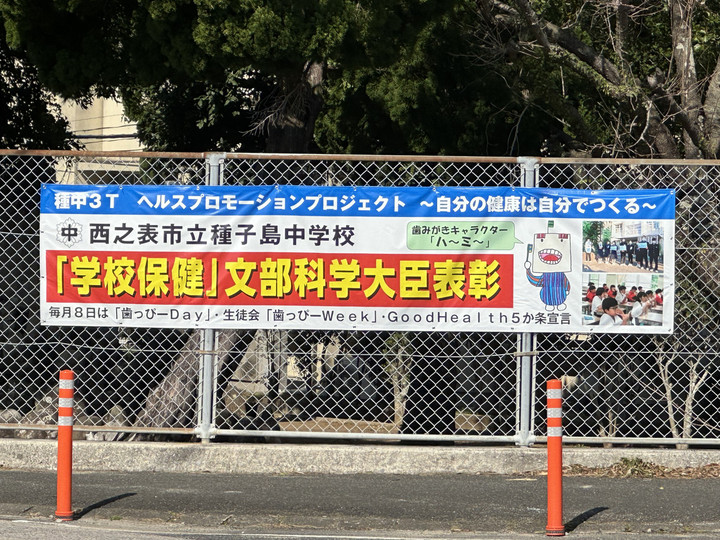 種中3T ヘルスプロモーションプロジェクト ～自分の健康は自分でつくる～
中 西之表市立種子島中学校
歯みがきキャラクター
「ハ～ミ～」
「学校保健」文部科学大臣表彰
毎月8日は「歯っぴーDay」・生徒会「歯っぴーWeek」・GoodHealth5か条宣言